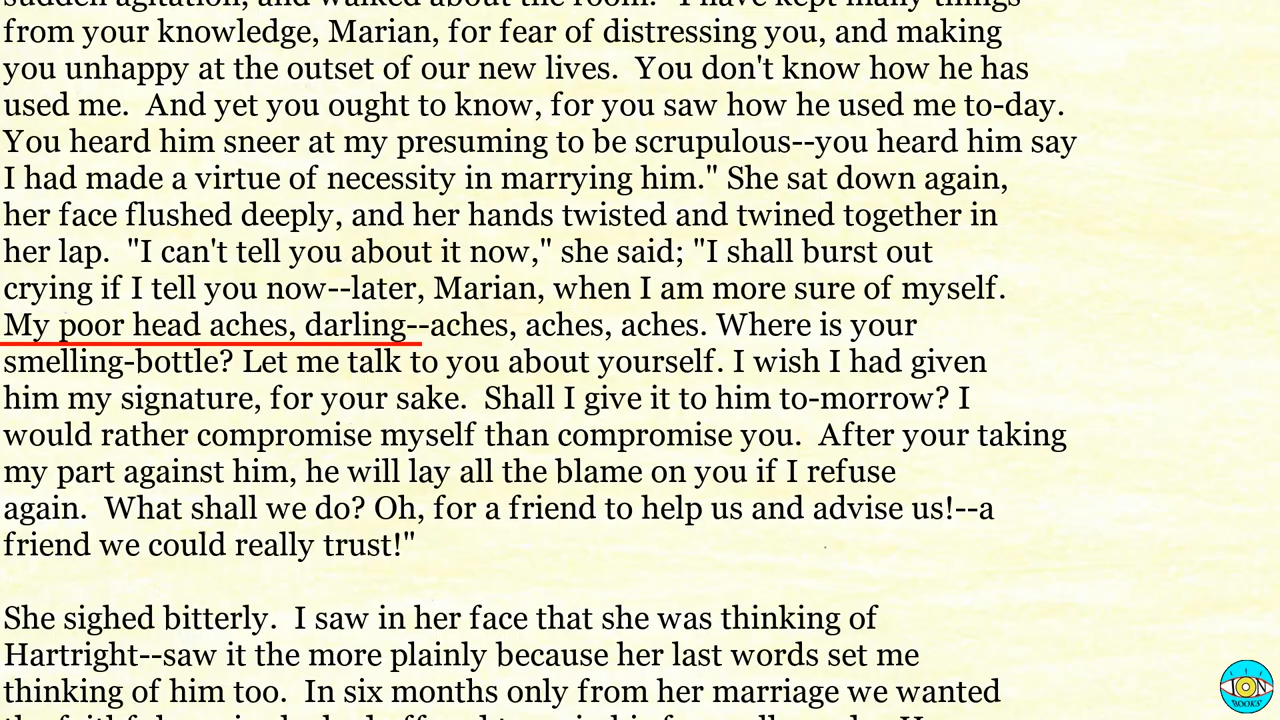 sudden agitation, and walked about the room. "I have kept many things
from your knowledge, Marian, for fear of distressing you, and making
you unhappy at the outset of our new lives.  You don't know how he has
used me.  And yet you ought to know, for you saw how he used me to-day.
You heard him sneer at my presuming to be scrupulous--you heard him say
I had made a virtue of necessity in marrying him." She sat down again,
her face flushed deeply, and her hands twisted and twined together in
her lap.  "I can't tell you about it now," she said; "I shall burst out
crying if I tell you now--later, Marian, when I am more sure of myself.
My poor head aches, darling--aches, aches, aches. Where is your
smelling-bottle? Let me talk to you about yourself. I wish I had given
him my signature, for your sake.  Shall I give it to him to-morrow? I
would rather compromise myself than compromise you.  After your taking
my part against him, he will lay all the blame on you if I refuse
again.  What shall we do? Oh, for a friend to help us and advise us!--a
friend we could really trust!"
She sighed bitterly.  I saw in her face that she was thinking of
Hartright--saw it the more plainly because her last words set me
thinking of him too.  In six months only from her marriage we wanted
ION
BOOKS